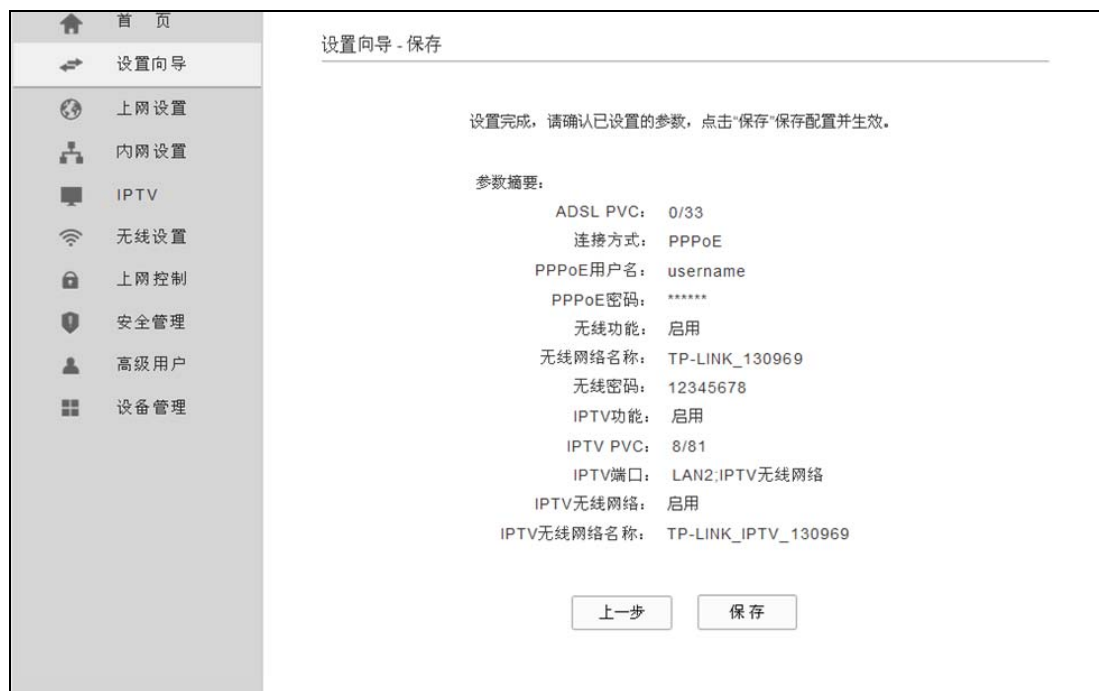 首 页
设置向导
上网设置
内网设置
IPTV
无线设置
上网控制
安全管理
高级用户
设备管理
设置向导 - 保存
设置完成，请确认已设置的参数，点击“保存”保存配置并生效。
参数摘要：
ADSL PVC： 0/33
连接方式： PPPoE
PPPoE用户名： username
PPPoE密码： ******
无线功能： 启用
无线网络名称： TP-LINK_130969
无线密码： 12345678
IPTV功能： 启用
IPTV PVC： 8/81
IPTV端口： LAN2;IPTV无线网络
IPTV无线网络： 启用
IPTV无线网络名称： TP-LINK_IPTV_130969
上一步 保存